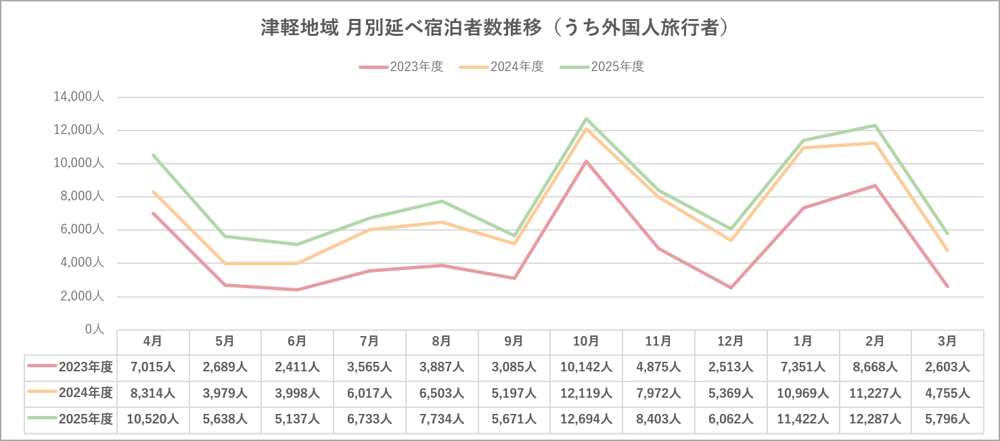 津軽地域 月別延べ宿泊者数推移（うち外国人旅行者）
2023年度 2024年度 2025年度
14,000人
12,000人
10,000人
8,000人
6,000人
4,000人
2,000人
0人
4月 5月 6月 7月 8月 9月 10月 11月 12月 1月 2月 3月
2023年度 7,015人 2,689人 2,411人 3,565人 3,887人 3,085人 10,142人 4,875人 2,513人 7,351人 8,668人 2,603人
2024年度 8,314人 3,979人 3,998人 6,017人 6,503人 5,197人 12,119人 7,972人 5,369人 10,969人 11,227人 4,755人
2025年度 10,520人 5,638人 5,137人 6,733人 7,734人 5,671人 12,694人 8,403人 6,062人 11,422人 12,287人 5,796人